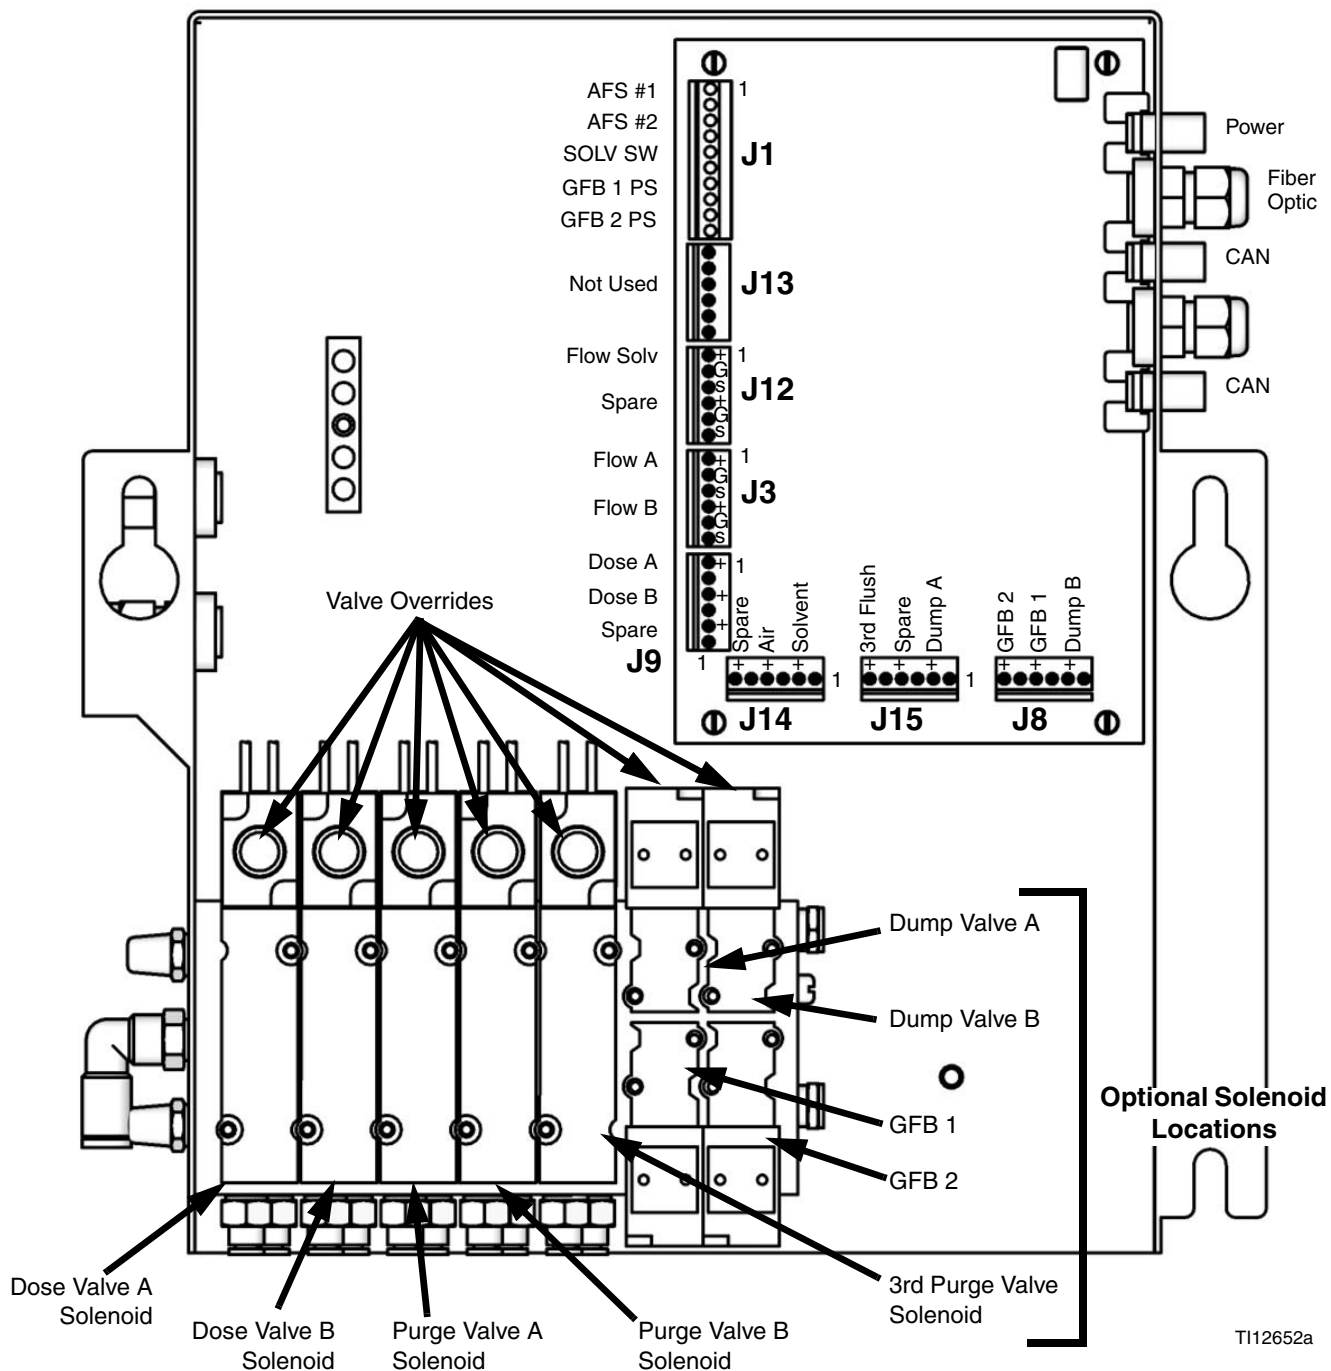 AFS #1
1
AFS #2
J1
SOLV SW
GFB 1 PS
GFB 2 PS
Power
Fiber
Optic
CAN
CAN
Not Used
J13
Flow Solv
+ 1
G
S
J12
Spare
+
G
S
Flow A
+ 1
G
S
J3
Flow B
+
G
S
Dose A
+ 1
Dose B
+
Spare
+
J9
1
Spare
Air
Solvent
+ + +
1
J14
3rd Flush
Spare
Dump A
+ + +
1
J15
GFB 2
GFB 1
Dump B
+ + +
J8
Valve Overrides
Dump Valve A
Dump Valve B
GFB 1
GFB 2
Optional Solenoid
Locations
3rd Purge Valve
Solenoid
Dose Valve A
Solenoid
Dose Valve B
Solenoid
Purge Valve A
Solenoid
Purge Valve B
Solenoid
TI12652a